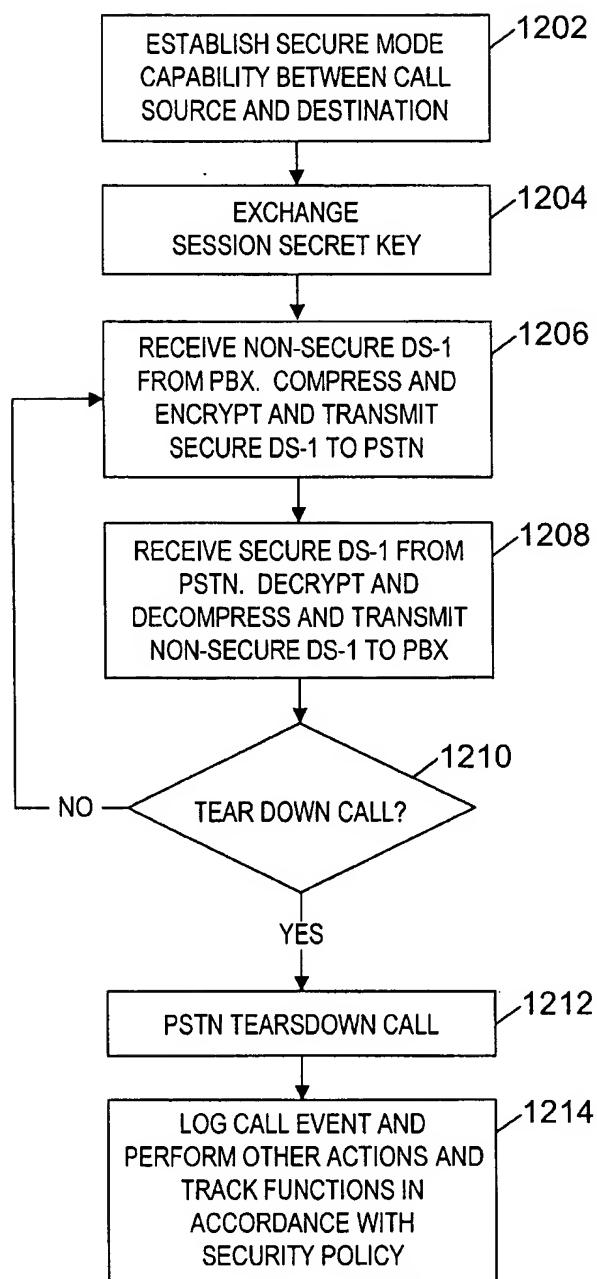 1202
ESTABLISH SECURE MODE
CAPABILITY BETWEEN CALL
SOURCE AND DESTINATION
1204
EXCHANGE
SESSION SECRET KEY
1206
RECEIVE NON-SECURE DS-1
FROM PBX. COMPRESS AND
ENCRYPT AND TRANSMIT
SECURE DS-1 TO PSTN
1208
RECEIVE SECURE DS-1 FROM
PSTN. DECRYPT AND
DECOMPRESS AND TRANSMIT
NON-SECURE DS-1 TO PBX
1210
TEAR DOWN CALL?
NO
YES
1212
PSTN TEARSDOWN CALL
1214
LOG CALL EVENT AND
PERFORM OTHER ACTIONS AND
TRACK FUNCTIONS IN
ACCORDANCE WITH
SECURITY POLICY